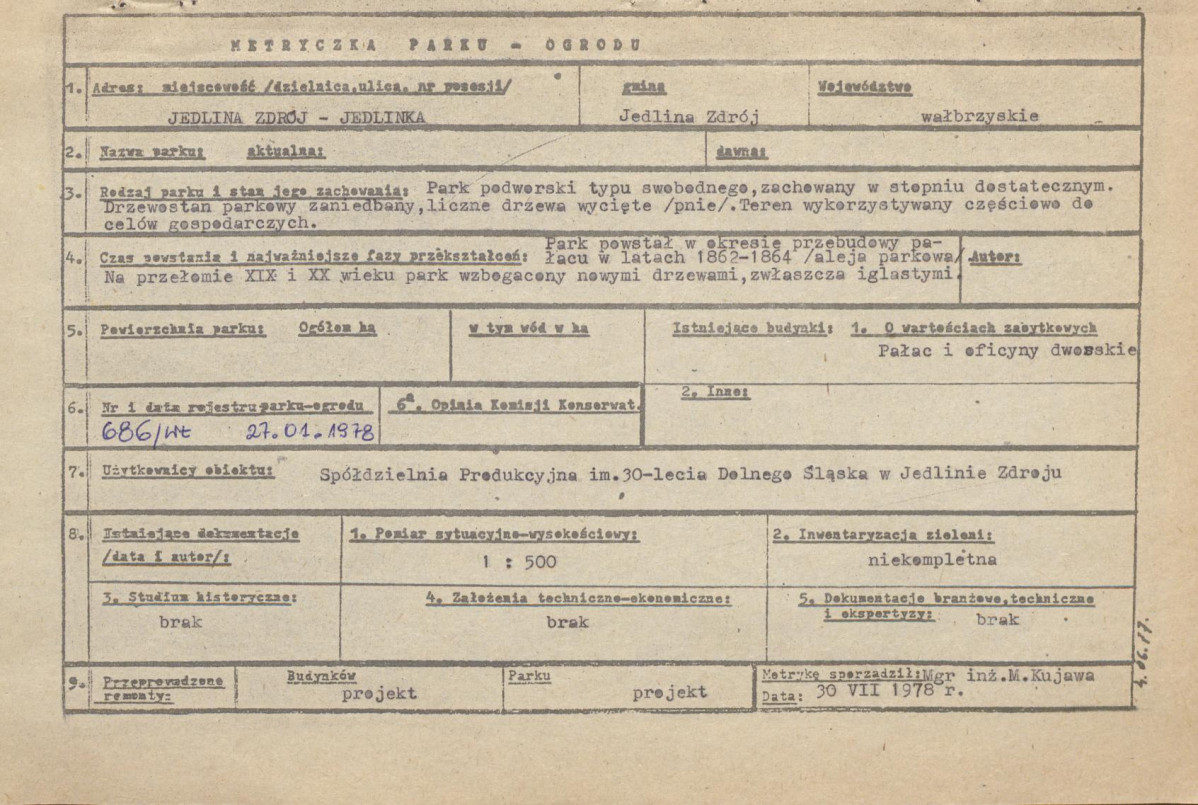 METRYCZKA PARKU - OGRODU
1. Adres: miejscowość /dzielnica,ulica, nr posesji/ gmina Województwo
JEDLINA ZDRÓJ - JEDLINKA Jedlina Zdrój wałbrzyskie
2. Nazwa parku: aktualna: dawna:
3. Rodzaj parku i stan jego zachowania: Park podworski typu swobodnego,zachowany w stopniu dostatecznym.
Drzewostan parkowy zaniedbany,liczne drzewa wycięte /pnie/.Teren wykorzystywany częściowo do
celów gospodarczych.
4. Czas powstania i najważniejsze fazy przekształceń: Park powstał w okresie przebudowy pa-
łacu w latach 1862-1864 /aleja parkowa/ Autor:
Na przełomie XIX i XX wieku park wzbogacony nowymi drzewami,zwłaszcza iglastymi.
5. Powierzchnia parku: Ogółem ha w tym wód w ha Istniejące budynki: 1. O wartościach zabytkowych
Pałac i oficyny dworskie
6. Nr i data rejestru parku-ogrodu 6a. Opinia Komisji Konserwat. 2. Inne:
686/Wł 27.01.1978
7. Użytkownicy obiektu: Spółdzielnia Produkcyjna im.30-lecia Dolnego Śląska w Jedlinie Zdroju
8. Istniejące dokumentacje /data i autor/: 1. Pomiar sytuacyjno-wysokościowy: 2. Inwentaryzacja zieleni:
1 : 500 niekompletna
3. Studium historyczne: 4. Założenia techniczno-ekonomiczne: 5. Dokumentacje branżowe,techniczne
i ekspertyzy: brak
brak brak
9. Przeprowadzone remonty: Budynków Parku Metrykę sporządził:Mgr inż.M.Kujawa
projekt projekt Data: 30 VII 1978 r.